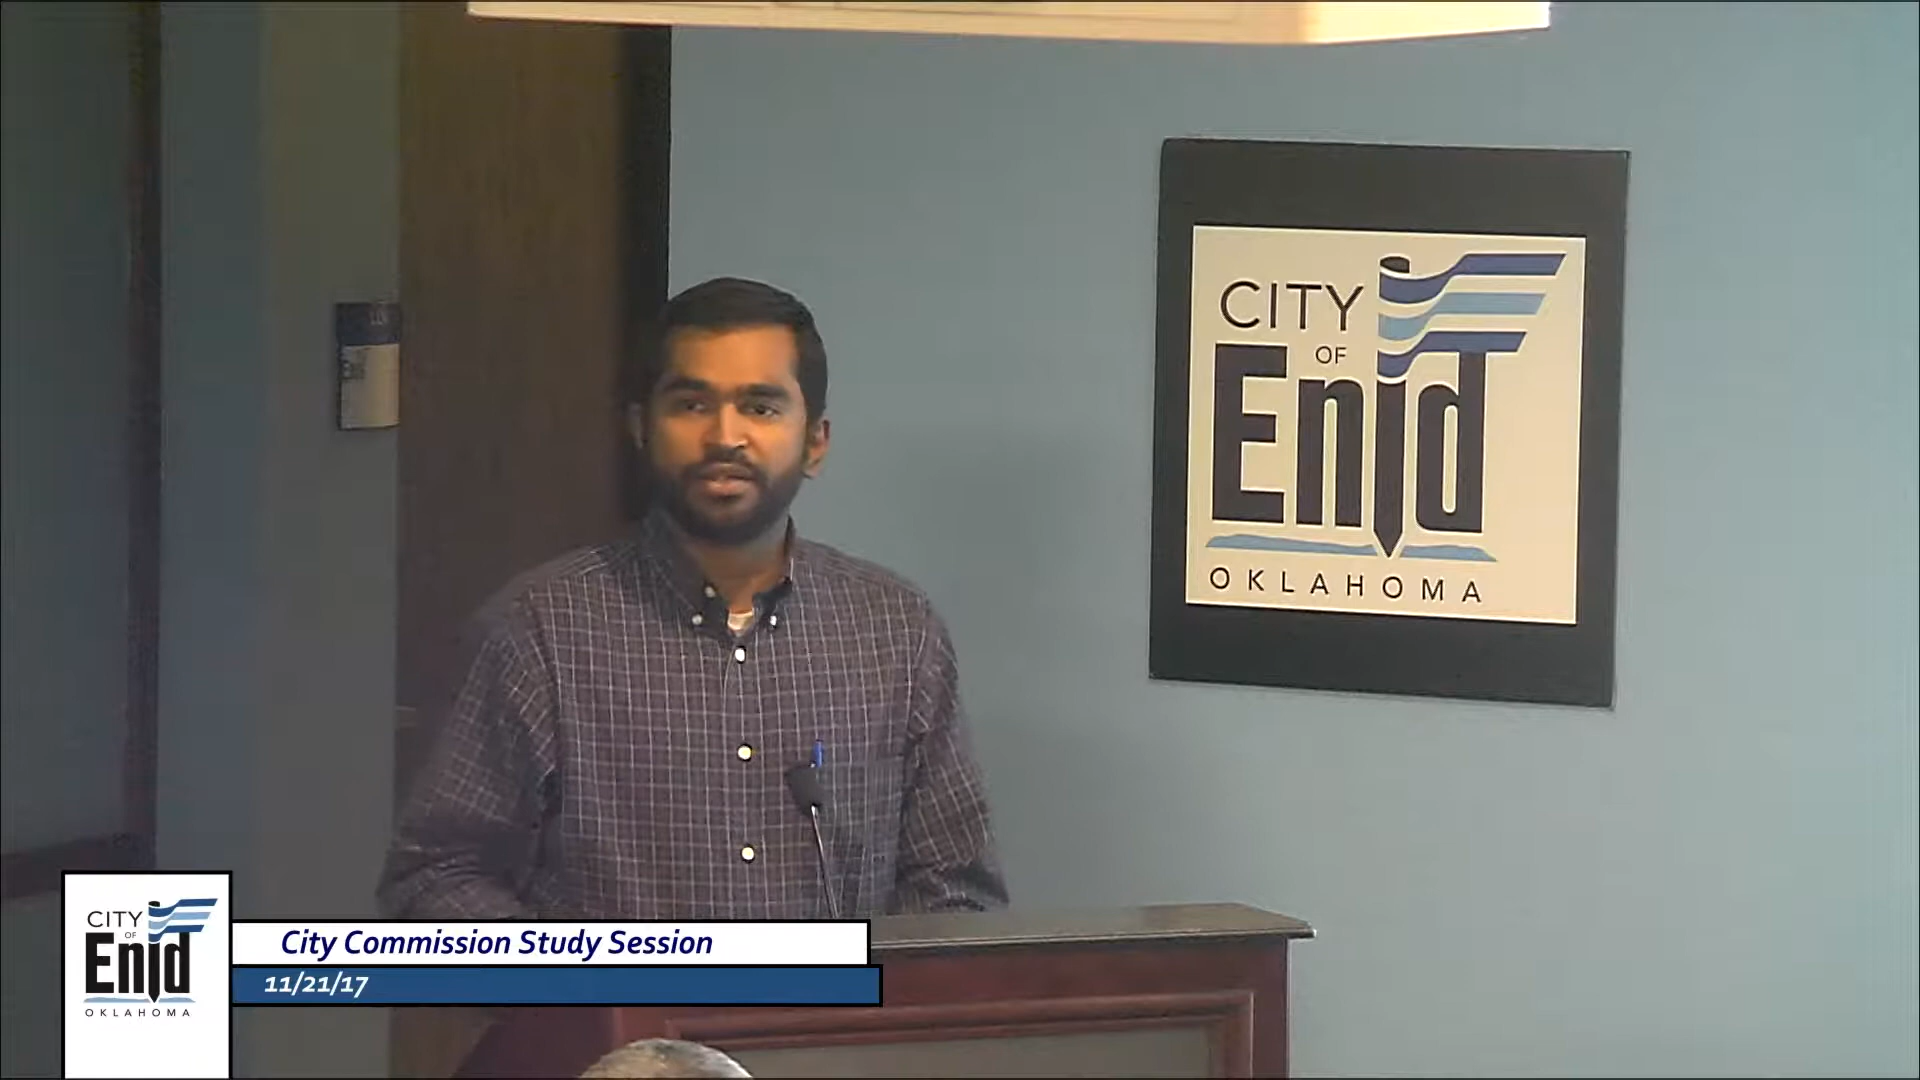 CITY
OF
Enid
OKLAHOMA
CITY
OF
Enid
OKLAHOMA
City Commission Study Session
11/21/17